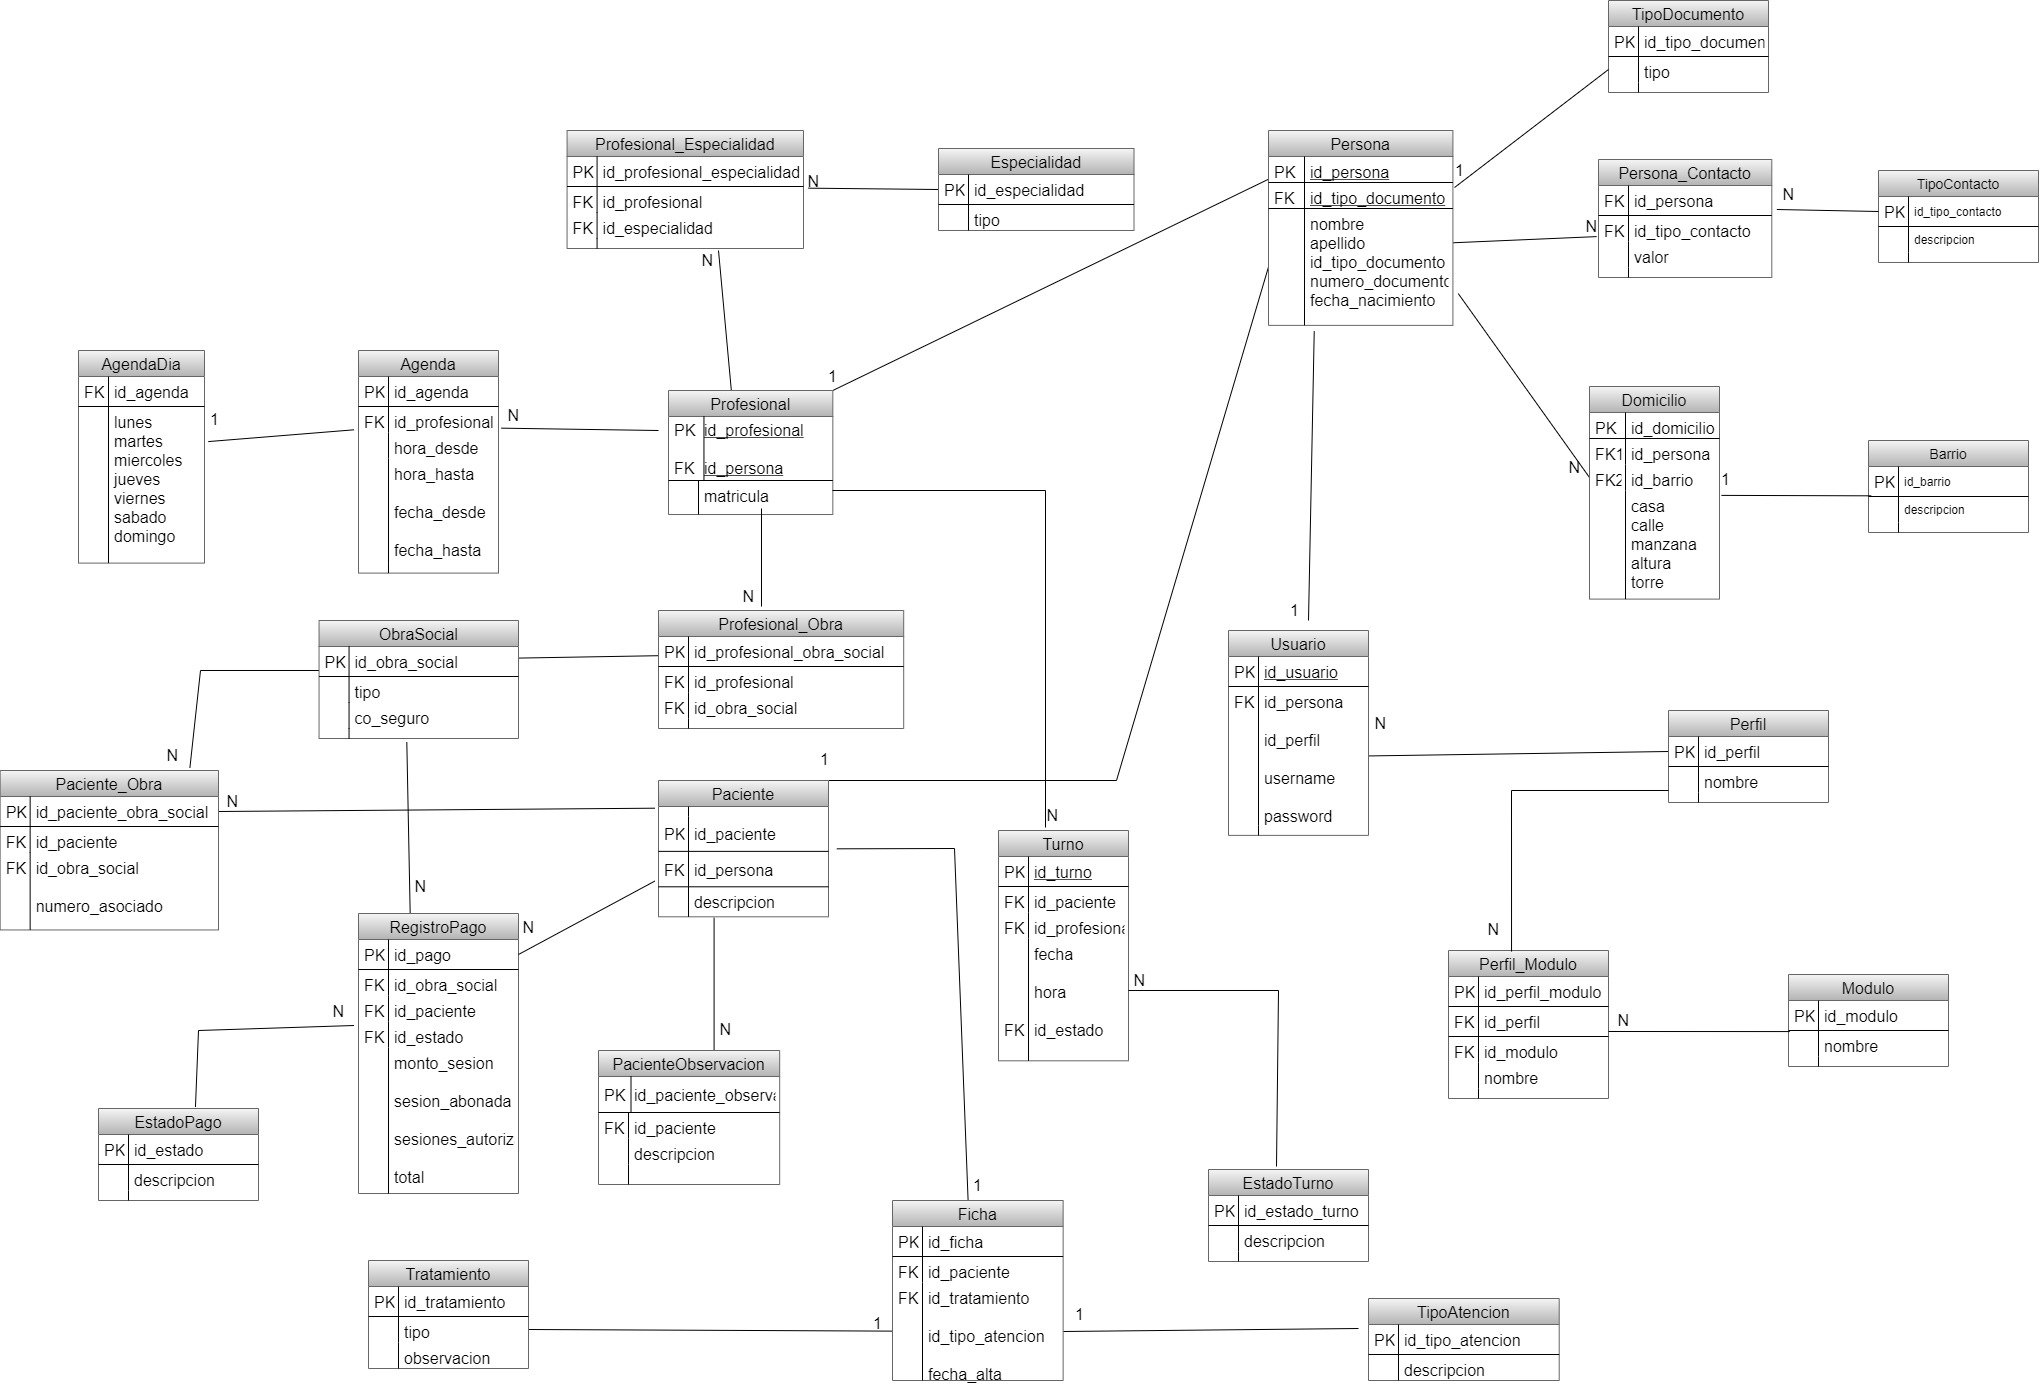 TipoDocumento
PK id_tipo_documen
tipo
Profesional_Especialidad
PK id_profesional_especialidad
FK id_profesional
FK id_especialidad
N
N
Especialidad
PK id_especialidad
tipo
Persona
PK id_persona
FK id_tipo_documento
nombre
apellido
id_tipo_documento
numero_documento
fecha_nacimiento
1
N
N
Persona_Contacto
FK id_persona
FK id_tipo_contacto
valor
N
TipoContacto
PK id_tipo_contacto
descripcion
AgendaDia
FK id_agenda
lunes
martes
miercoles
jueves
viernes
sabado
domingo
1
Agenda
PK id_agenda
FK id_profesional
hora_desde
hora_hasta
fecha_desde
fecha_hasta
N
1
Profesional
PK id_profesional
FK id_persona
matricula
Domicilio
PK id_domicilio
FK1 id_persona
FK2 id_barrio
casa
calle
manzana
altura
torre
1
Barrio
PK id_barrio
descripcion
ObraSocial
PK id_obra_social
tipo
co_seguro
N
Profesional_Obra
PK id_profesional_obra_social
FK id_profesional
FK id_obra_social
1
Usuario
PK id_usuario
FK id_persona
id_perfil
username
password
N
Perfil
PK id_perfil
nombre
N
Paciente_Obra
PK id_paciente_obra_social
FK id_paciente
FK id_obra_social
numero_asociado
N
1
Paciente
PK id_paciente
FK id_persona
descripcion
N
Turno
PK id_turno
FK id_paciente
FK id_profesiona
fecha
hora
FK id_estado
N
N
RegistroPago
PK id_pago
FK id_obra_social
FK id_paciente
FK id_estado
monto_sesion
sesion_abonada
sesiones_autoriz
total
N
N
N
Perfil_Modulo
PK id_perfil_modulo
FK id_perfil
FK id_modulo
nombre
N
Modulo
PK id_modulo
nombre
EstadoPago
PK id_estado
descripcion
N
PacienteObservacion
PK id_paciente_observa
FK id_paciente
descripcion
EstadoTurno
PK id_estado_turno
descripcion
1
Ficha
PK id_ficha
FK id_paciente
FK id_tratamiento
id_tipo_atencion
fecha_alta
Tratamiento
PK id_tratamiento
tipo
observacion
1
1
TipoAtencion
PK id_tipo_atencion
descripcion